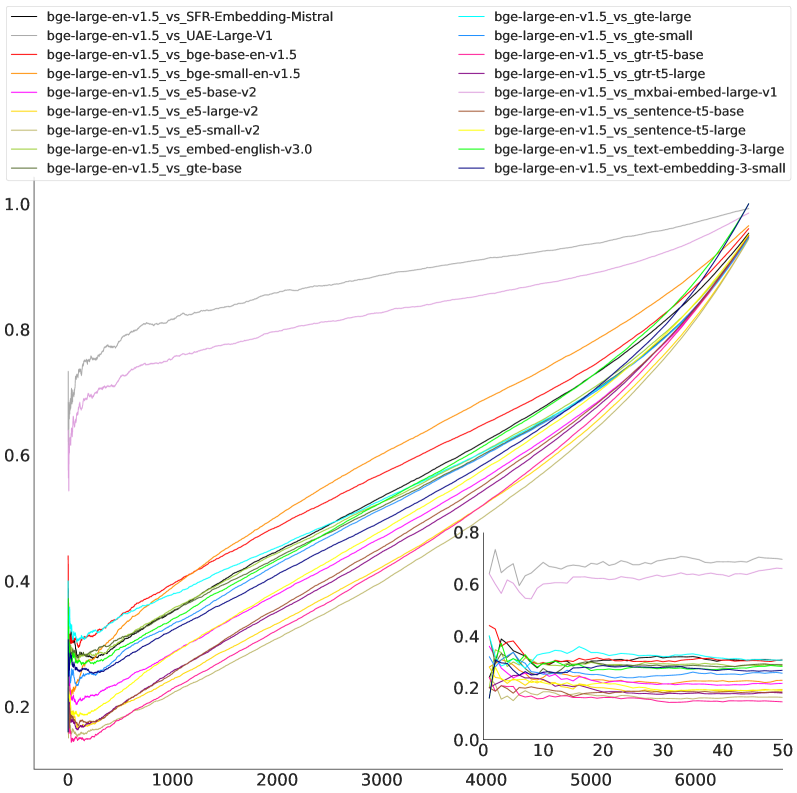 bge-large-en-v1.5_vs_SFR-Embedding-Mistral
bge-large-en-v1.5_vs_UAE-Large-V1
bge-large-en-v1.5_vs_bge-base-en-v1.5
bge-large-en-v1.5_vs_bge-small-en-v1.5
bge-large-en-v1.5_vs_e5-base-v2
bge-large-en-v1.5_vs_e5-large-v2
bge-large-en-v1.5_vs_e5-small-v2
bge-large-en-v1.5_vs_embed-english-v3.0
bge-large-en-v1.5_vs_gte-base
bge-large-en-v1.5_vs_gte-large
bge-large-en-v1.5_vs_gte-small
bge-large-en-v1.5_vs_gtr-t5-base
bge-large-en-v1.5_vs_gtr-t5-large
bge-large-en-v1.5_vs_mxbai-embed-large-v1
bge-large-en-v1.5_vs_sentence-t5-base
bge-large-en-v1.5_vs_sentence-t5-large
bge-large-en-v1.5_vs_text-embedding-3-large
bge-large-en-v1.5_vs_text-embedding-3-small
1.0
0.8
0.6
0.4
0.2
0 1000 2000 3000 4000 5000 6000
0.8
0.6
0.4
0.2
0.0
0 10 20 30 40 50